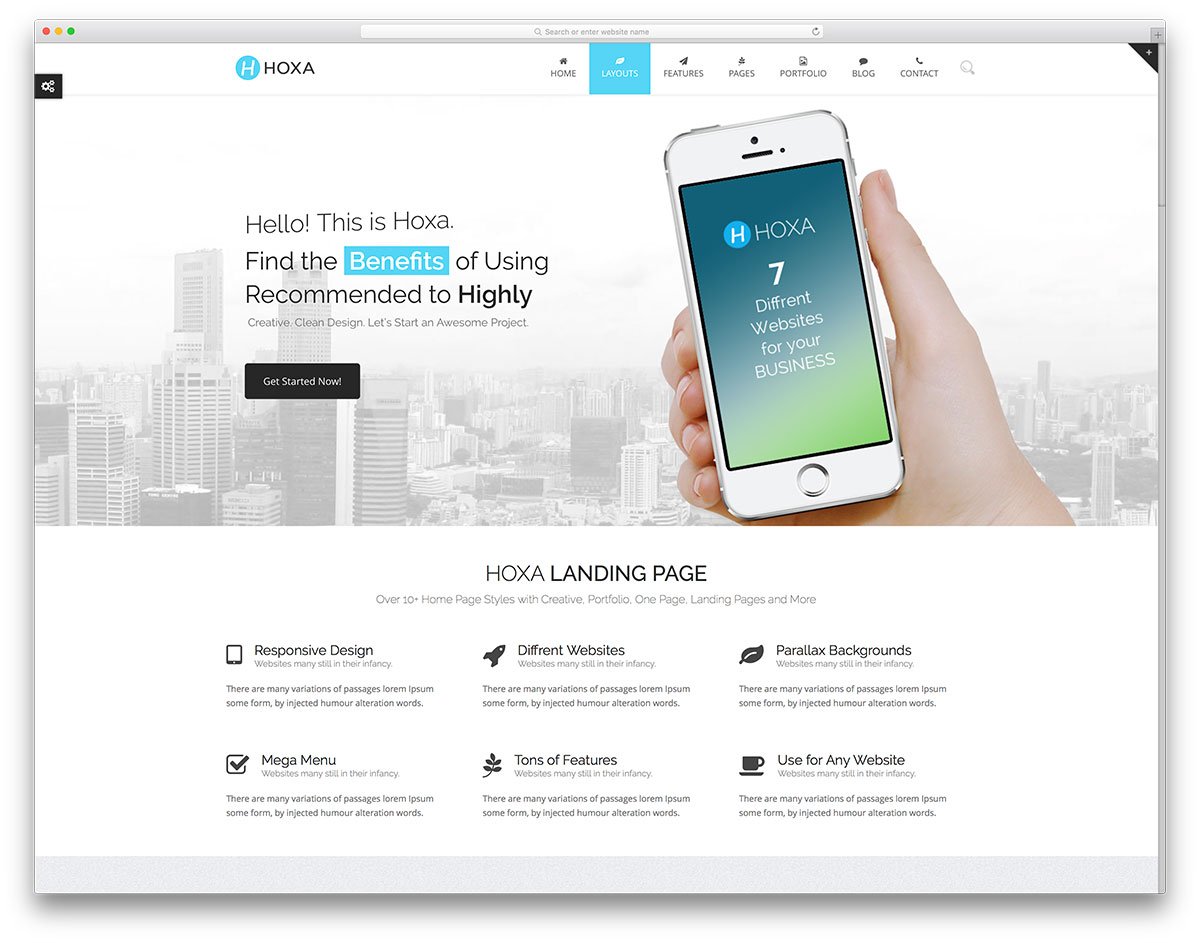 Search or enter website name
H HOXA
HOME LAYOUTS FEATURES PAGES PORTFOLIO BLOG CONTACT
Hello! This is Hoxa.
Find the Benefits of Using
Recommended to Highly
Creative. Clean Design. Let's Start an Awesome Project.
Get Started Now!
H HOXA
7
Diffrent
Websites
for your
BUSINESS
HOXA LANDING PAGE
Over 10+ Home Page Styles with Creative, Portfolio, One Page, Landing Pages and More
Responsive Design
Websites many still in their infancy.
There are many variations of passages lorem Ipsum
some form, by injected humour alteration words.
Diffrent Websites
Websites many still in their infancy.
There are many variations of passages lorem Ipsum
some form, by injected humour alteration words.
Parallax Backgrounds
Websites many still in their infancy.
There are many variations of passages lorem Ipsum
some form, by injected humour alteration words.
Mega Menu
Websites many still in their infancy.
There are many variations of passages lorem Ipsum
some form, by injected humour alteration words.
Tons of Features
Websites many still in their infancy.
There are many variations of passages lorem Ipsum
some form, by injected humour alteration words.
Use for Any Website
Websites many still in their infancy.
There are many variations of passages lorem Ipsum
some form, by injected humour alteration words.